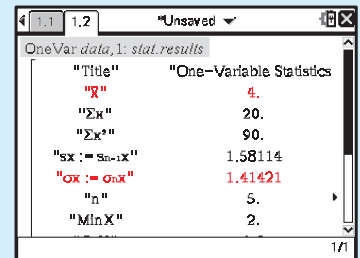 1.1 1.2 *Unsaved
OneVar data,1: stat.results
"Title" "One–Variable Statistics
"x̄" 4.
"Σx" 20.
"Σx²" 90.
"sx := sn-1x" 1.58114
"σx := σnx" 1.41421
"n" 5.
"MinX" 2.
1/1